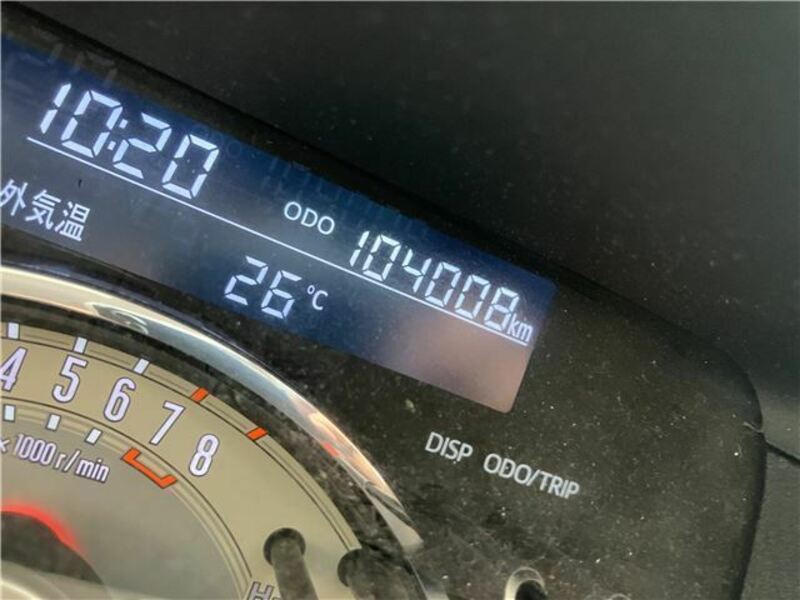 10:20
ODO 104008km
外気温 26℃
DISP ODO/TRIP
4 5 6 7 8
×1000r/min